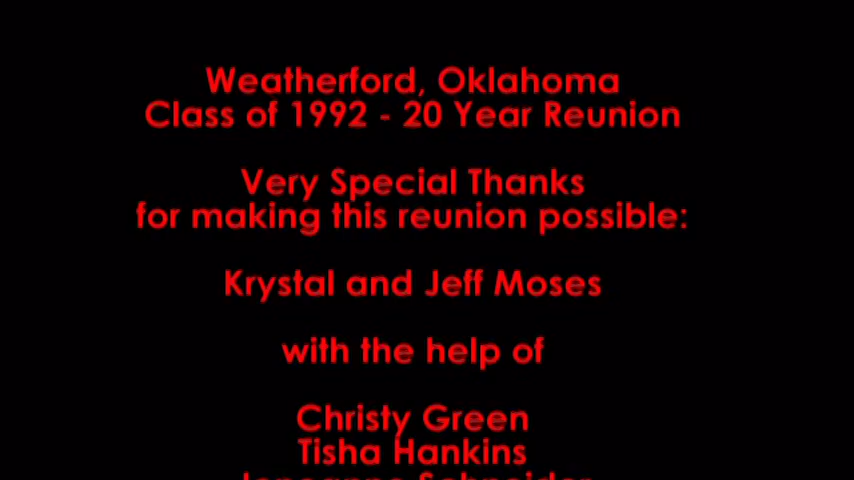 Weatherford, Oklahoma
Class of 1992 - 20 Year Reunion
Very Special Thanks
for making this reunion possible:
Krystal and Jeff Moses
with the help of
Christy Green
Tisha Hankins